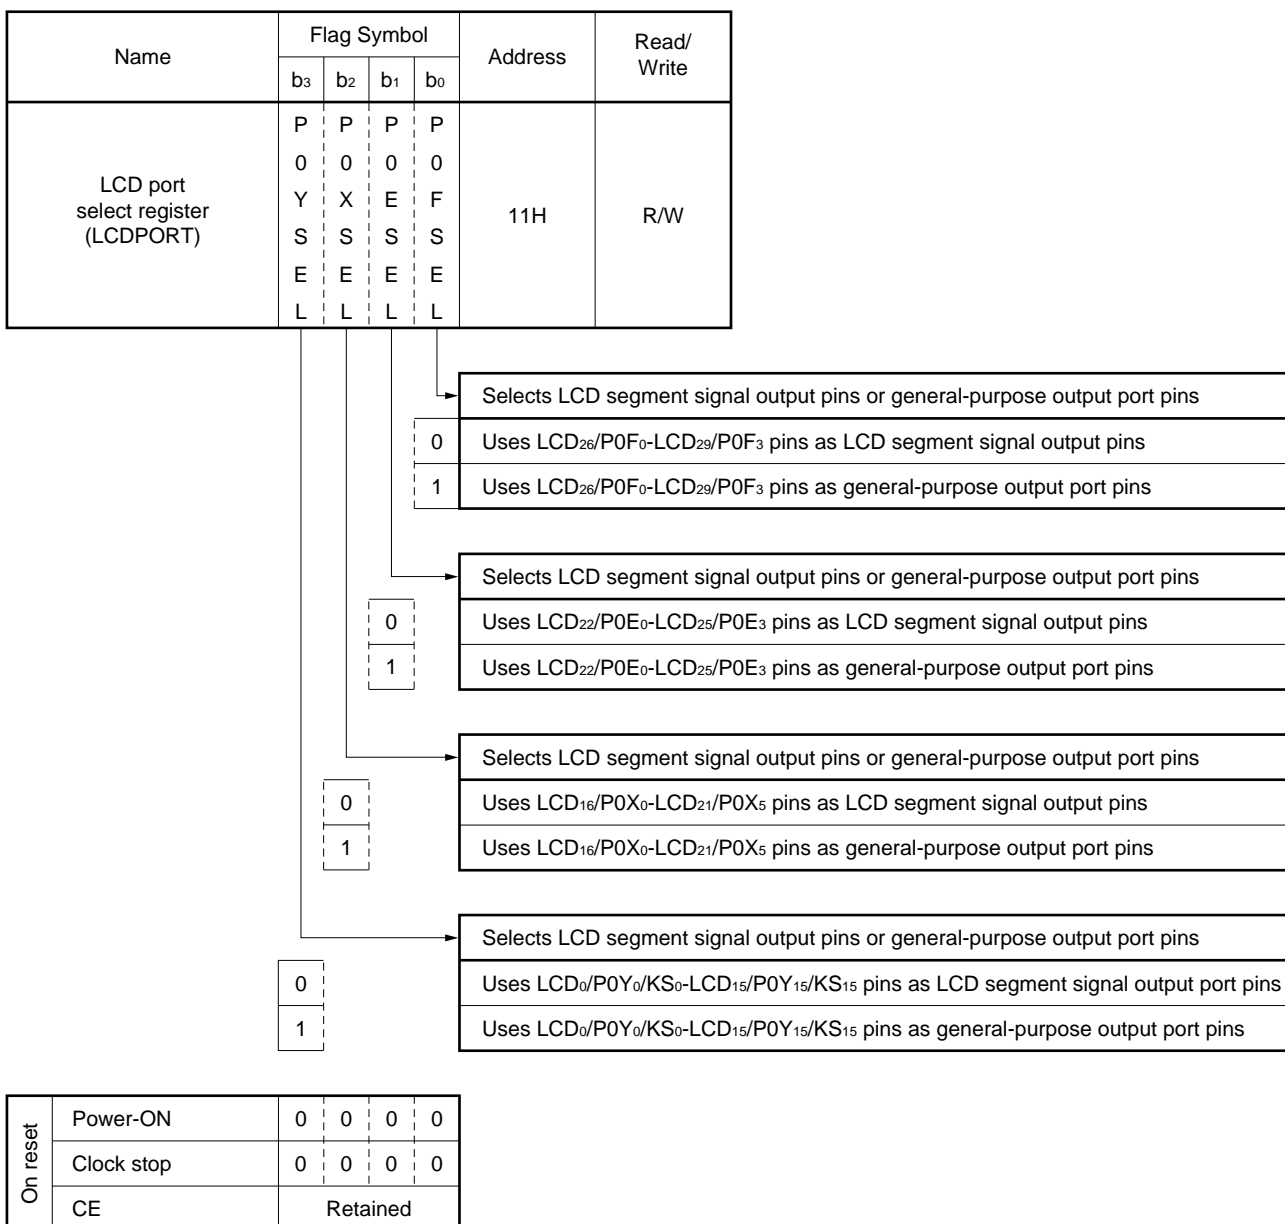 Name
Flag Symbol
b3 b2 b1 b0
Address
Read/
Write
LCD port
select register
(LCDPORT)
P P P P
0 0 0 0
Y X E F
S S S S
E E E E
L L L L
11H
R/W
Selects LCD segment signal output pins or general-purpose output port pins
0 Uses LCD26/P0F0-LCD29/P0F3 pins as LCD segment signal output pins
1 Uses LCD26/P0F0-LCD29/P0F3 pins as general-purpose output port pins
Selects LCD segment signal output pins or general-purpose output port pins
0 Uses LCD22/P0E0-LCD25/P0E3 pins as LCD segment signal output pins
1 Uses LCD22/P0E0-LCD25/P0E3 pins as general-purpose output port pins
Selects LCD segment signal output pins or general-purpose output port pins
0 Uses LCD16/P0X0-LCD21/P0X5 pins as LCD segment signal output pins
1 Uses LCD16/P0X0-LCD21/P0X5 pins as general-purpose output port pins
Selects LCD segment signal output pins or general-purpose output port pins
0 Uses LCD0/P0Y0/KS0-LCD15/P0Y15/KS15 pins as LCD segment signal output port pins
1 Uses LCD0/P0Y0/KS0-LCD15/P0Y15/KS15 pins as general-purpose output port pins
On reset
Power-ON 0 0 0 0
Clock stop 0 0 0 0
CE Retained